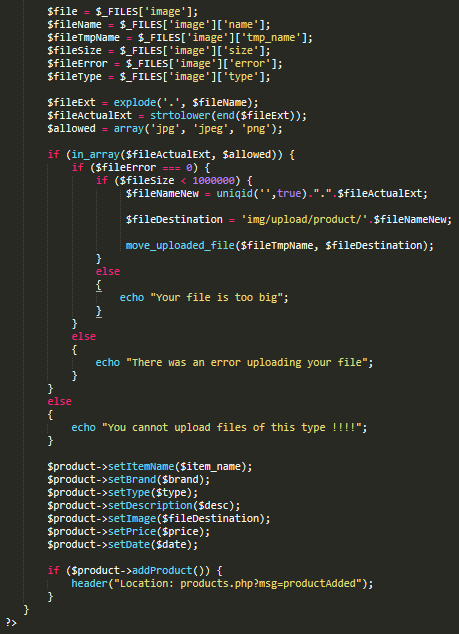 $file = $_FILES['image'];
$fileName = $_FILES['image']['name'];
$fileTmpName = $_FILES['image']['tmp_name'];
$fileSize = $_FILES['image']['size'];
$fileError = $_FILES['image']['error'];
$fileType = $_FILES['image']['type'];

$fileExt = explode('.', $fileName);
$fileActualExt = strtolower(end($fileExt));
$allowed = array('jpg', 'jpeg', 'png');

if (in_array($fileActualExt, $allowed)) {
    if ($fileError === 0) {
        if ($fileSize < 1000000) {
            $fileNameNew = uniqid('',true).".".$fileActualExt;

            $fileDestination = 'img/upload/product/'.$fileNameNew;

            move_uploaded_file($fileTmpName, $fileDestination);
        }
        else
        {
            echo "Your file is too big";
        }
    }
    else
    {
        echo "There was an error uploading your file";
    }
}
else
{
    echo "You cannot upload files of this type !!!!";
}

$product->setItemName($item_name);
$product->setBrand($brand);
$product->setType($type);
$product->setDescription($desc);
$product->setImage($fileDestination);
$product->setPrice($price);
$product->setDate($date);

if ($product->addProduct()) {
    header("Location: products.php?msg=productAdded");
}
}
?>